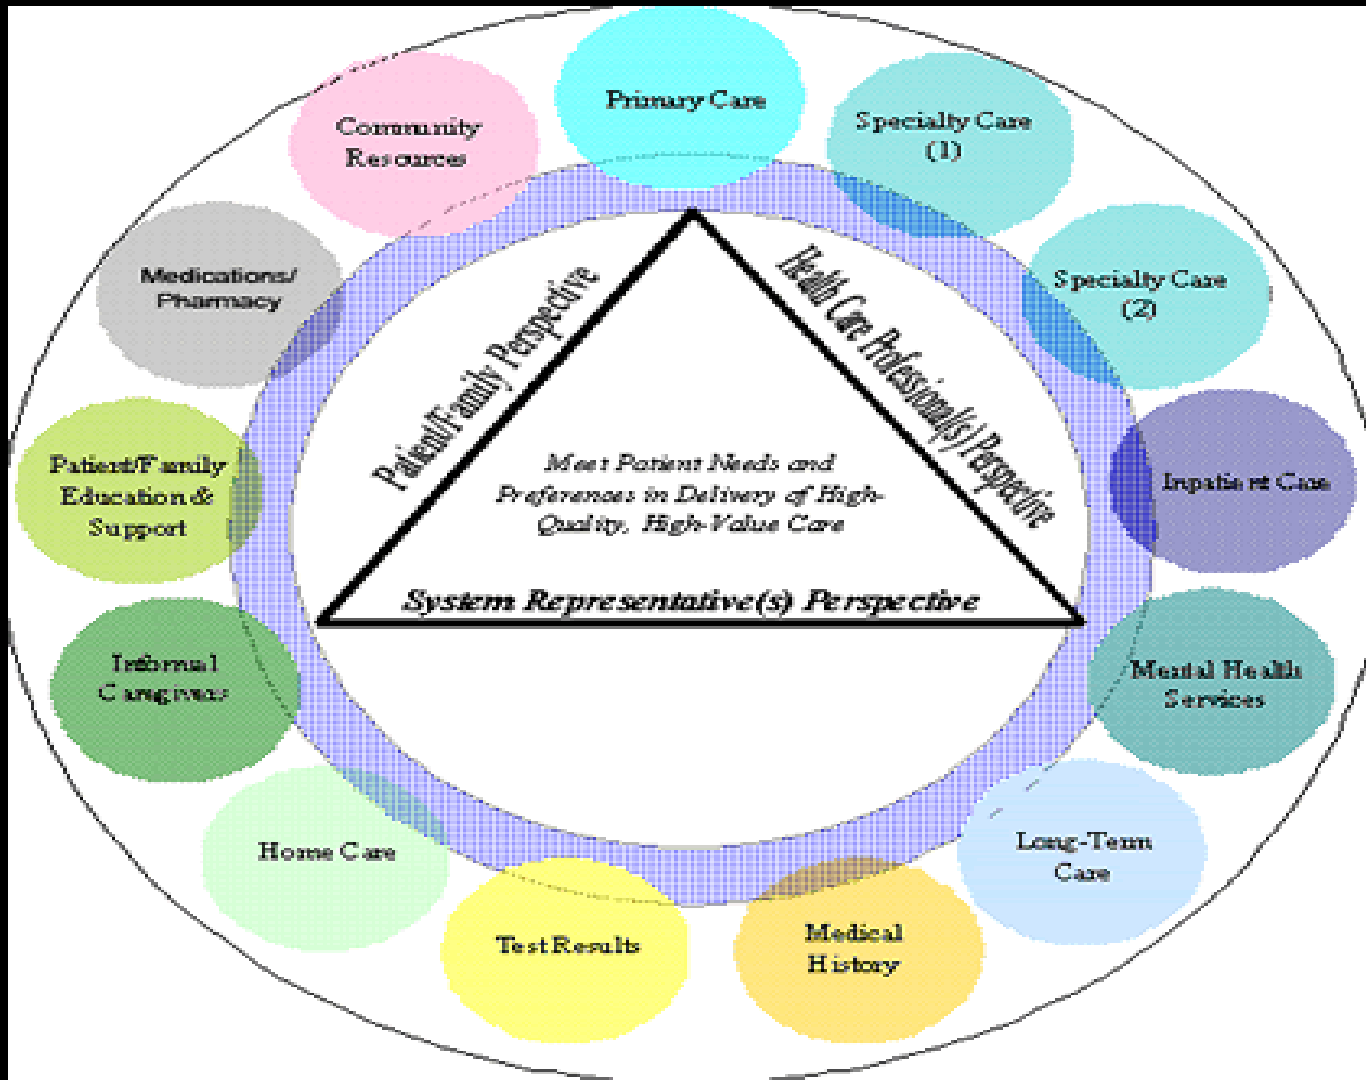 Primary Care
Specialty Care
(1)
Specialty Care
(2)
Inpatient Care
Mental Health
Services
Long-Term
Care
Medical
History
Test Results
Home Care
Informal
Caregivers
Patient/Family
Education &
Support
Medications/
Pharmacy
Community
Resources
Patient/Family Perspective
Health Care Professional(s) Perspective
Meet Patient Needs and
Preferences in Delivery of High-
Quality, High-Value Care
System Representative(s) Perspective